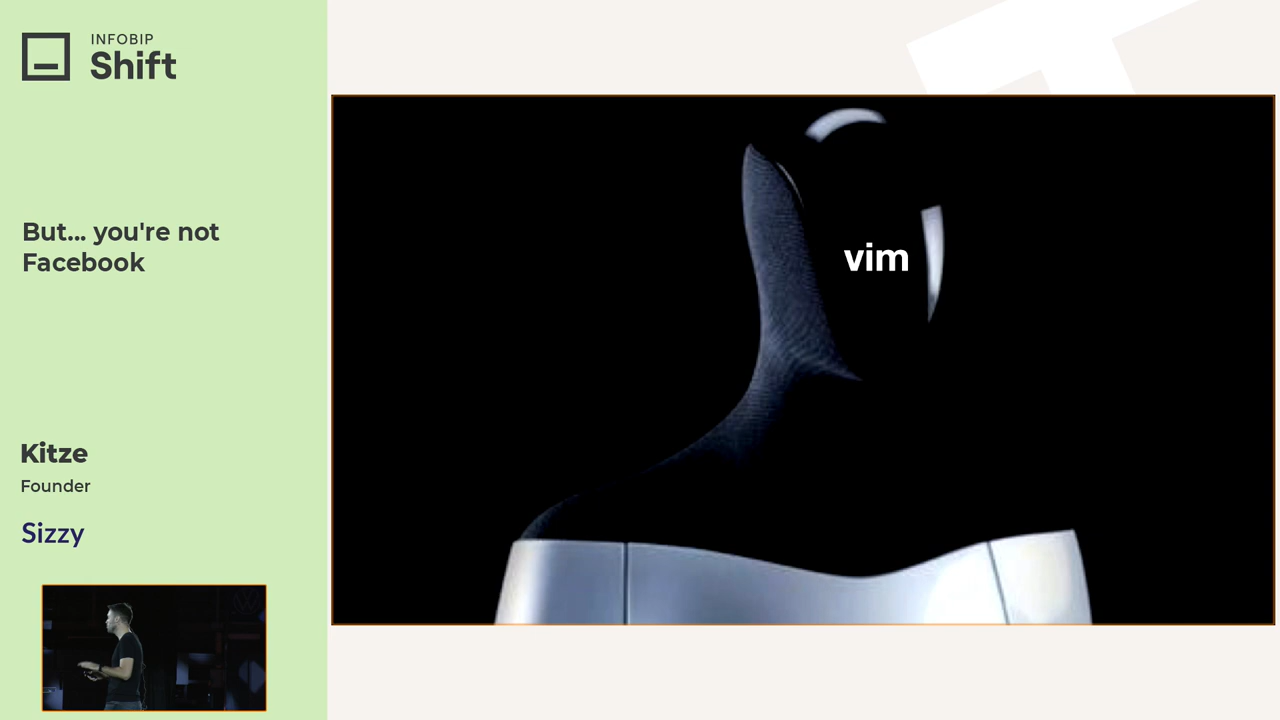 INFOBIP
Shift
But... you're not
Facebook
Kitze
Founder
Sizzy
vim